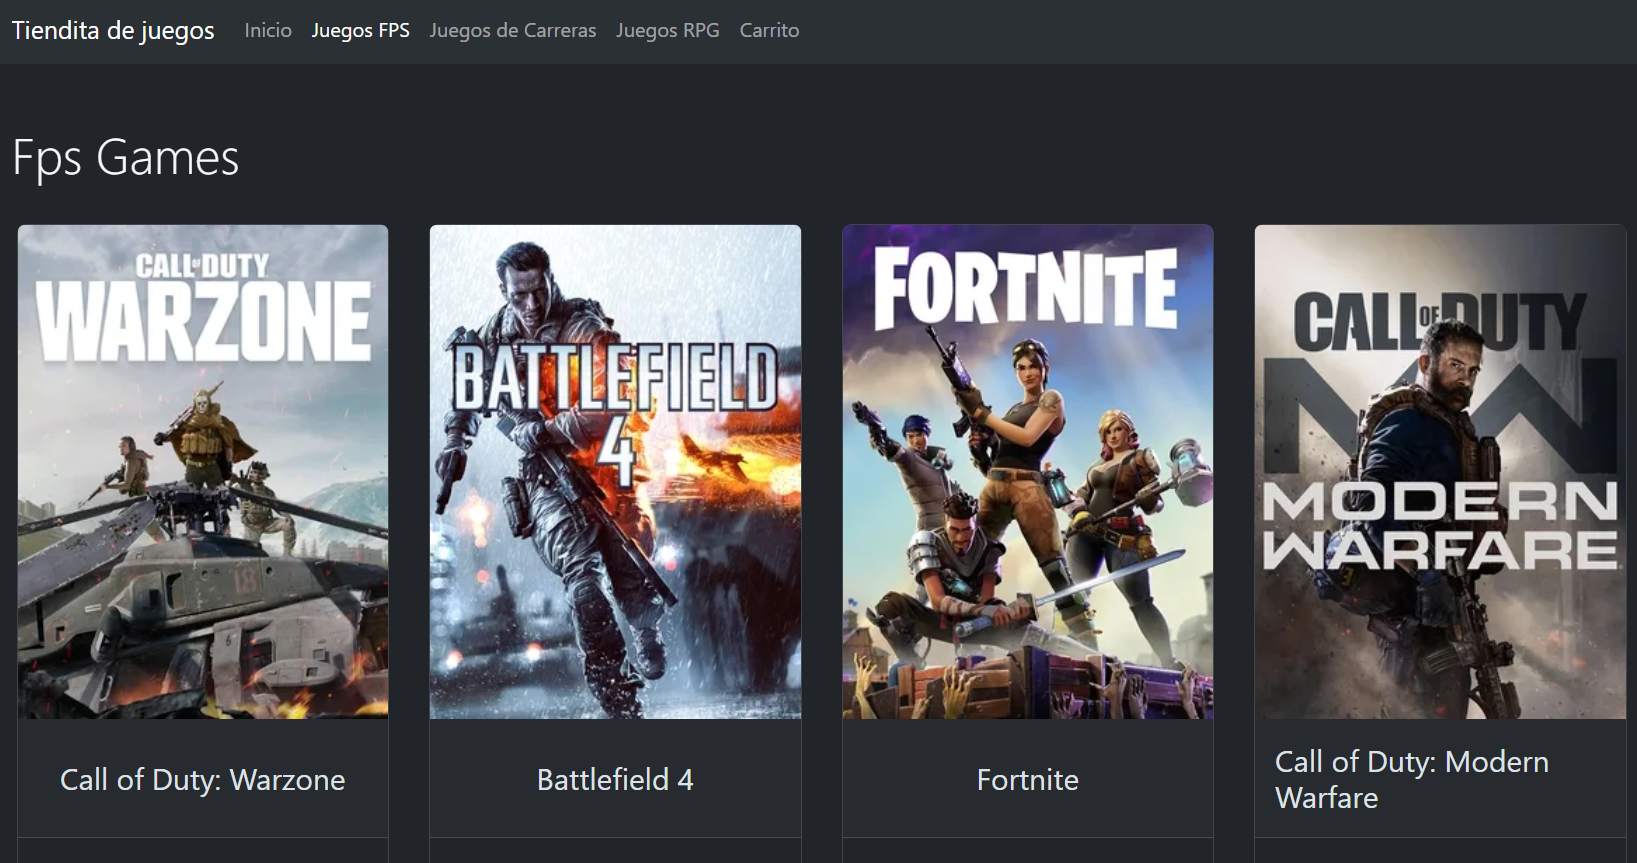 Tiendita de juegos Inicio Juegos FPS Juegos de Carreras Juegos RPG Carrito
Fps Games
CALL OF DUTY
WARZONE
18
BATTLEFIELD
4
FORTNITE
CALL OF DUTY
MW
MODERN
WARFARE
Call of Duty: Warzone
Battlefield 4
Fortnite
Call of Duty: Modern
Warfare